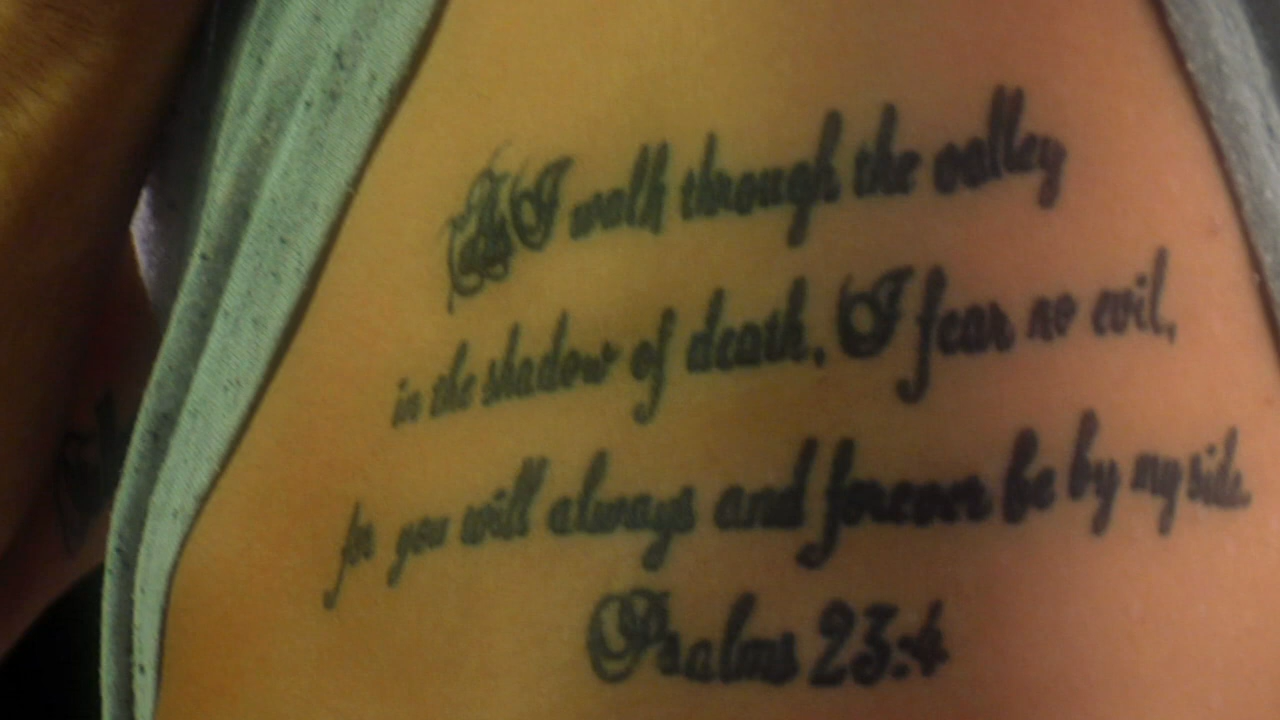 As I walk through the valley
in the shadow of death, I fear no evil,
for you will always and forever be by my side.
Psalms 23:4